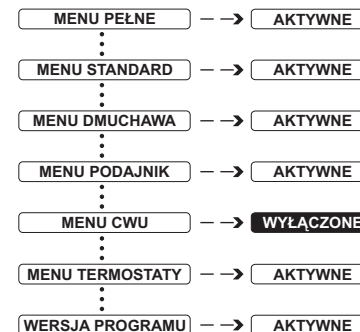 MENU PEŁNE AKTYWNE
MENU STANDARD AKTYWNE
MENU DMUCHAWA AKTYWNE
MENU PODAJNIK AKTYWNE
MENU CWU WYŁĄCZONE
MENU TERMOSTATY AKTYWNE
WERSJA PROGRAMU AKTYWNE